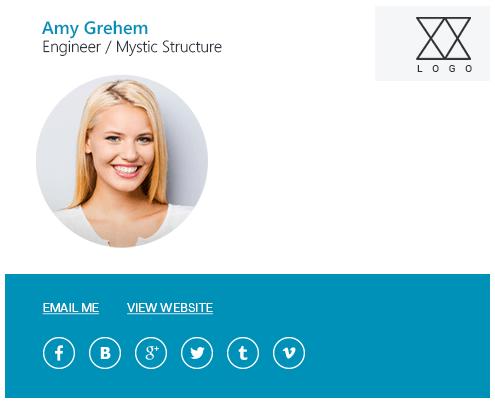 Amy Grehem
Engineer / Mystic Structure
LOGO
EMAIL ME
VIEW WEBSITE